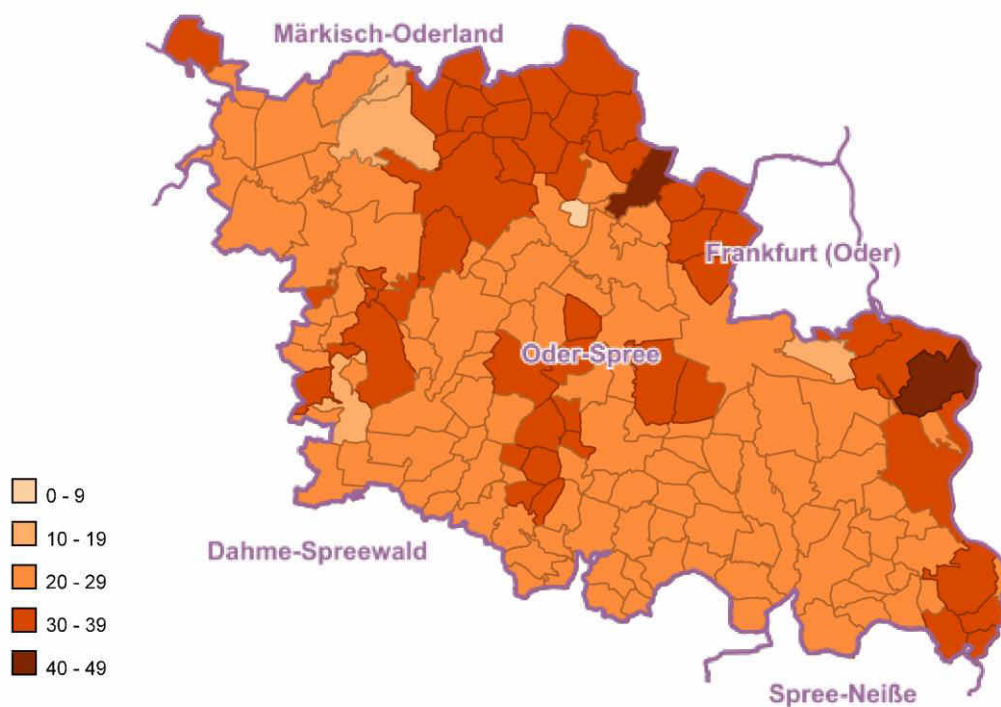 Märkisch-Oderland
Frankfurt (Oder)
Oder-Spree
0 - 9
10 - 19
20 - 29
30 - 39
40 - 49
Dahme-Spreewald
Spree-Neiße